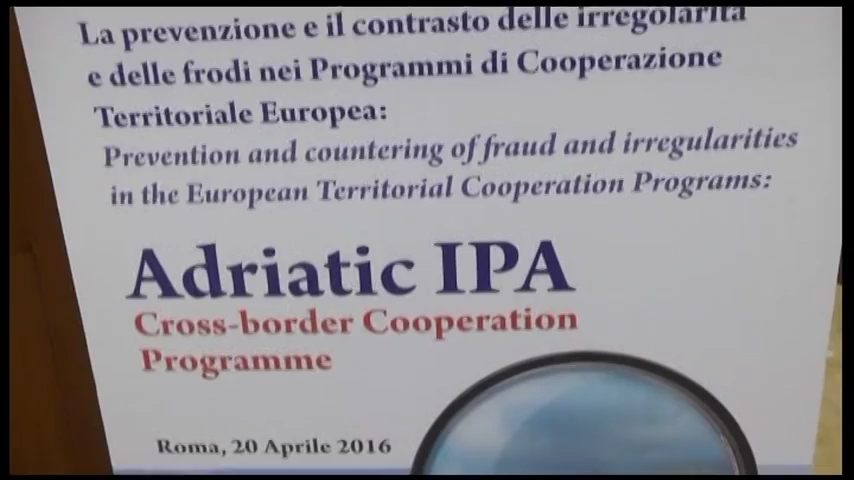 La prevenzione e il contrasto delle irregolarità
e delle frodi nei Programmi di Cooperazione
Territoriale Europea:
Prevention and countering of fraud and irregularities
in the European Territorial Cooperation Programs:
Adriatic IPA
Cross-border Cooperation
Programme
Roma, 20 Aprile 2016